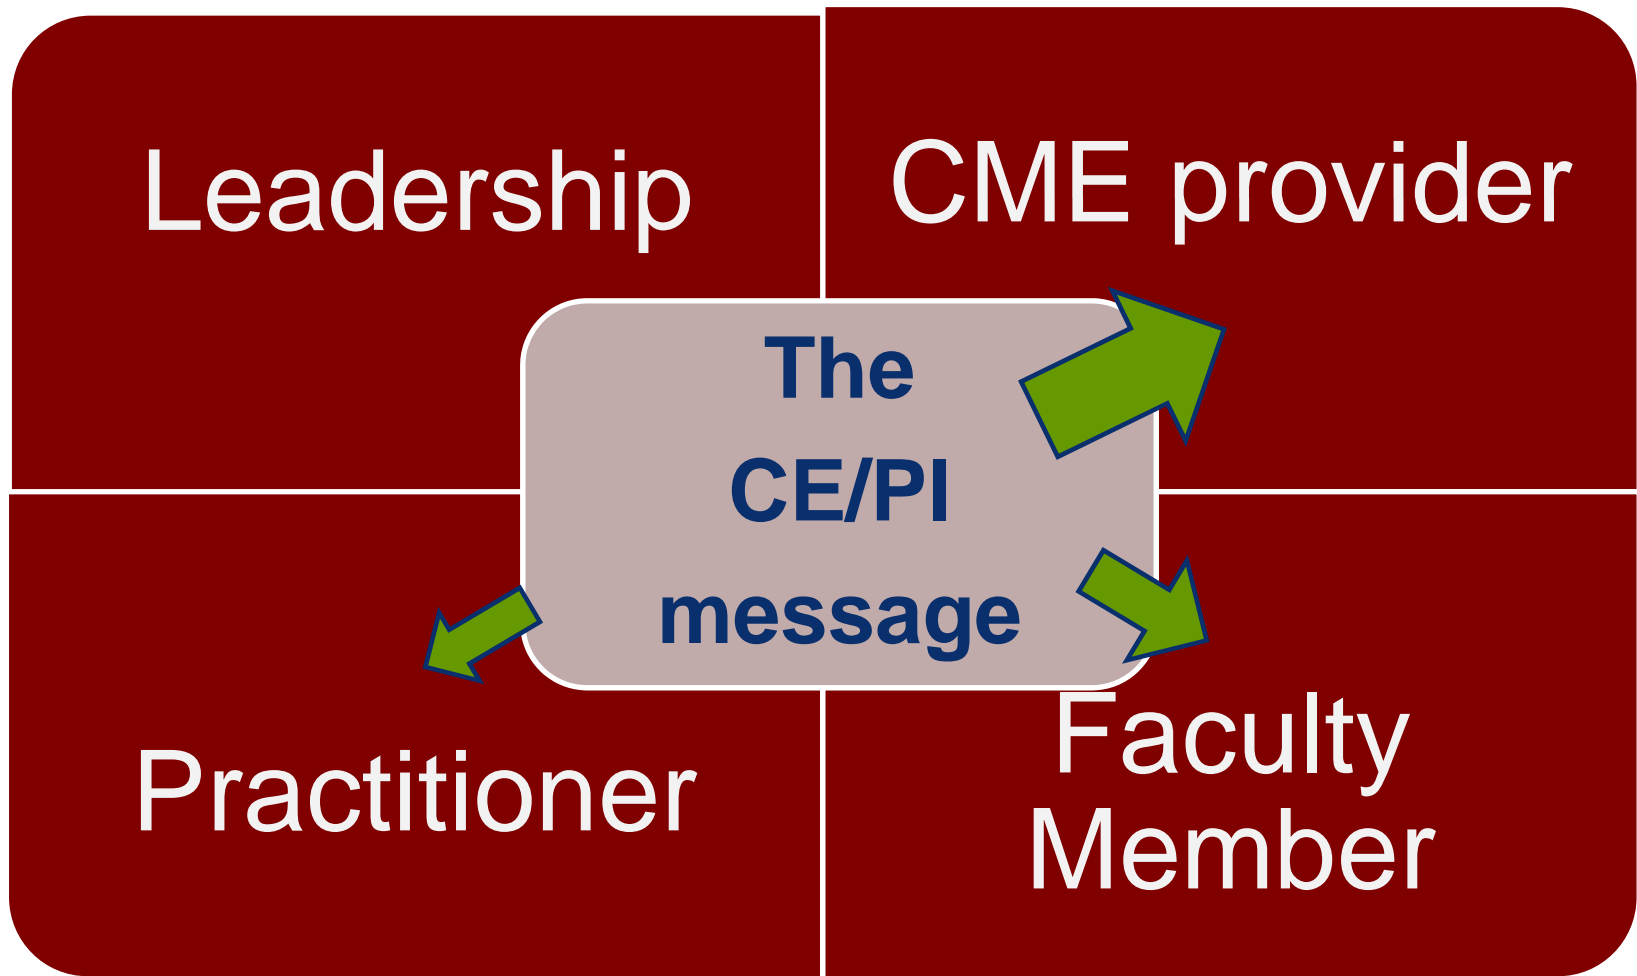 Leadership
CME provider
The
CE/PI
message
Practitioner
Faculty
Member